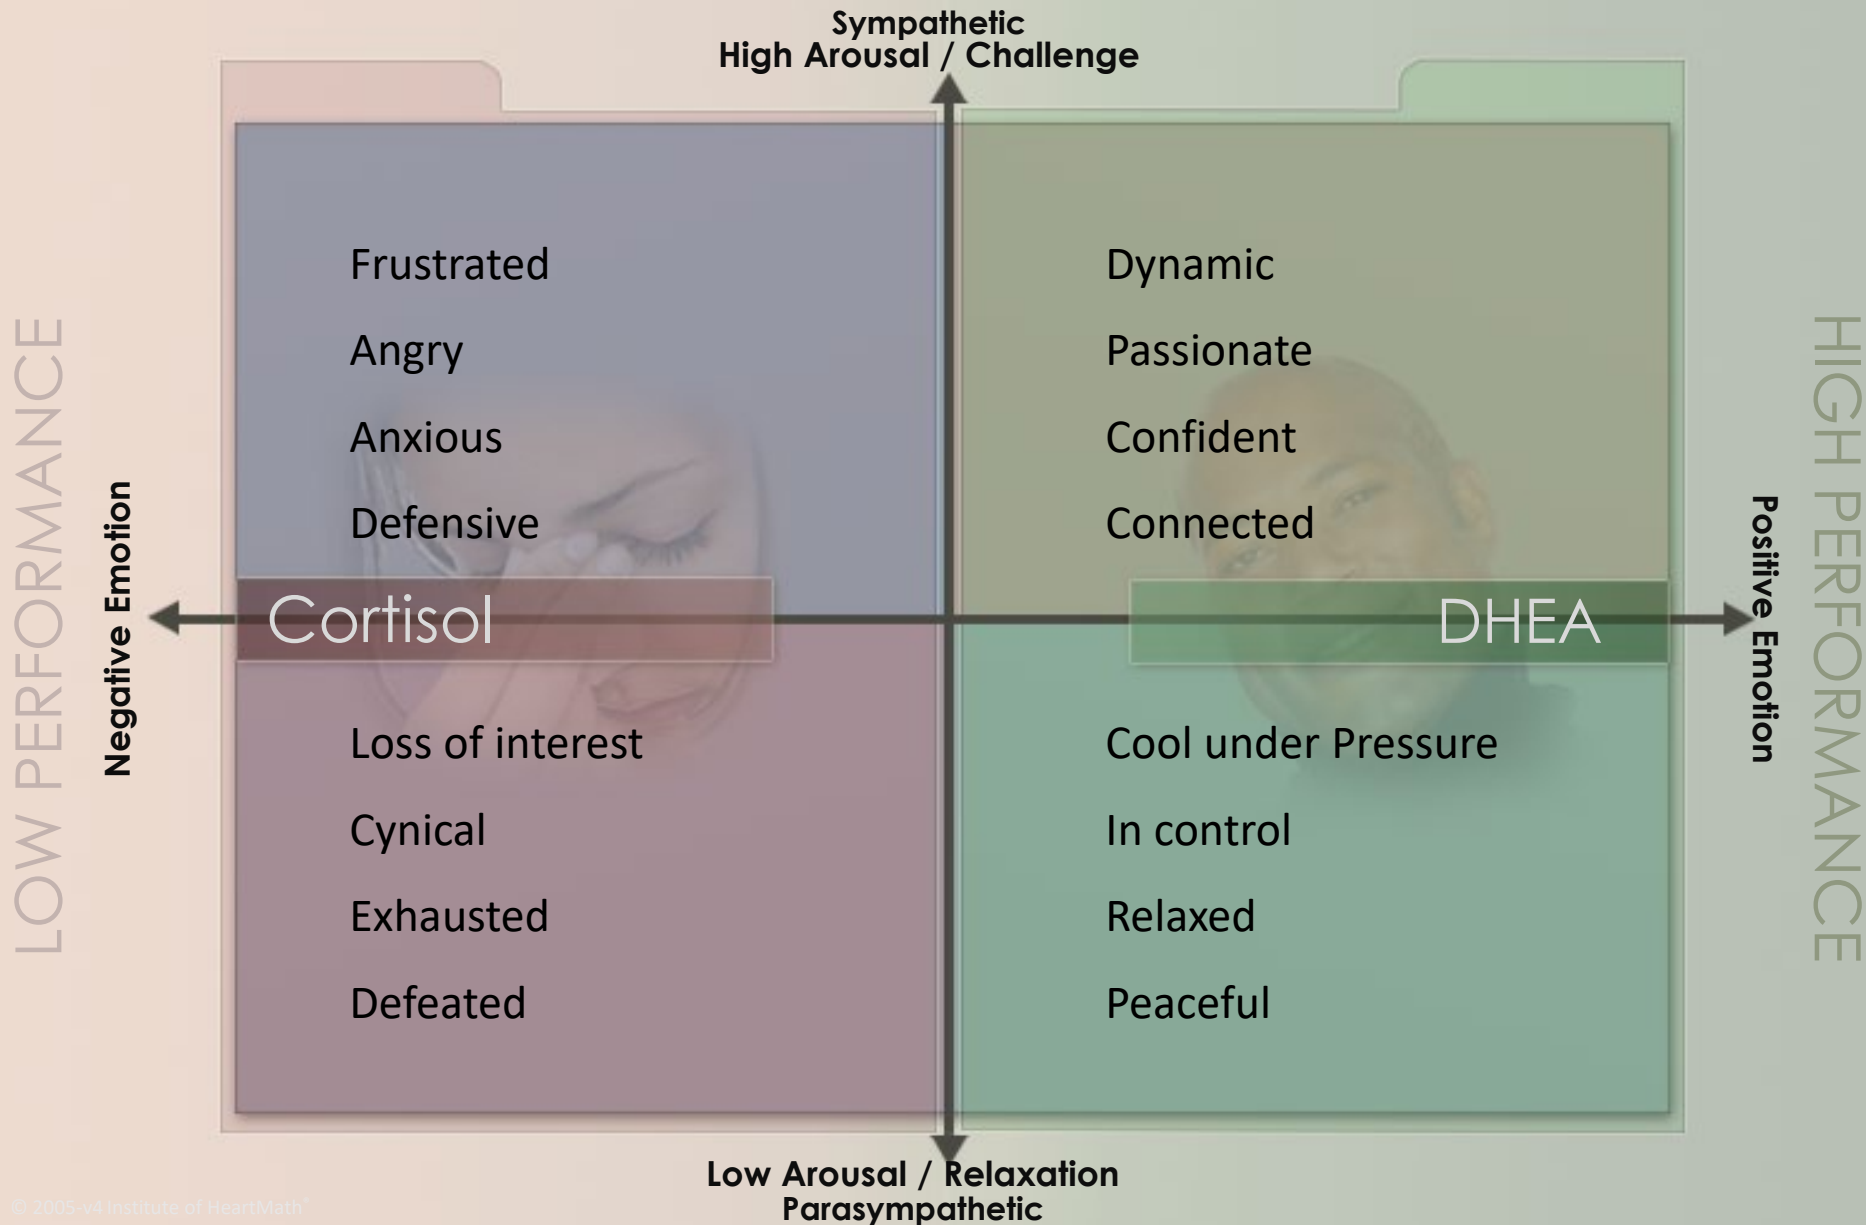 Sympathetic
High Arousal / Challenge
LOW PERFORMANCE
Negative Emotion
Frustrated
Angry
Anxious
Defensive
Cortisol
Loss of interest
Cynical
Exhausted
Defeated
Dynamic
Passionate
Confident
Connected
DHEA
Cool under Pressure
In control
Relaxed
Peaceful
Positive Emotion
HIGH PERFORMANCE
Low Arousal / Relaxation
Parasympathetic
© 2005-v4 Institute of HeartMath®